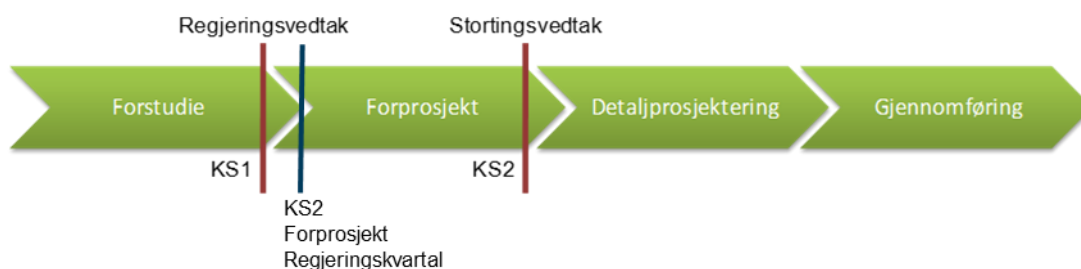 Regjeringsvedtak
Stortingsvedtak
Forstudie
Forprosjekt
Detaljprosjektering
Gjennomføring
KS1
KS2
KS2
Forprosjekt
Regjeringskvartal